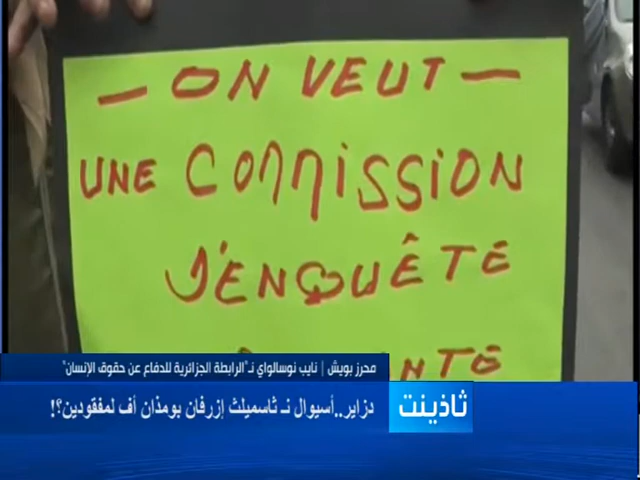 — ON VEUT —
UNE COMMISSION
D'ENQUÊTE
محرز بويش | نايب نوسالواي نـ"الرابطة الجزائرية للدفاع عن حقوق الإنسان"
ثاذينت
دزاير..أسيوال نـ ثاسميلث إزرفان بومذان أف لمفقودين؟!